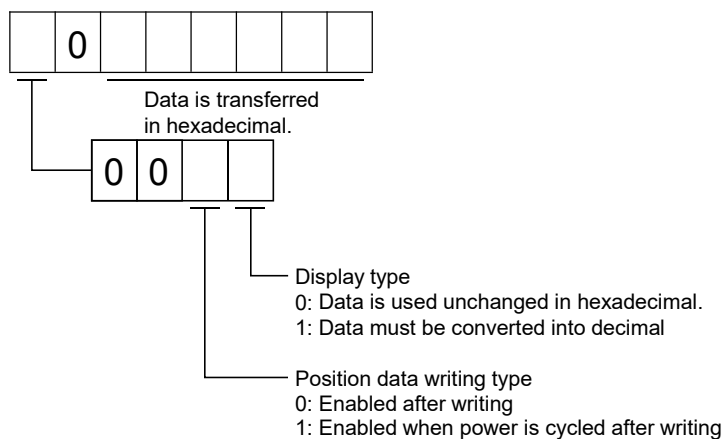 0
Data is transferred
in hexadecimal.
0 0
Display type
0: Data is used unchanged in hexadecimal.
1: Data must be converted into decimal
Position data writing type
0: Enabled after writing
1: Enabled when power is cycled after writing